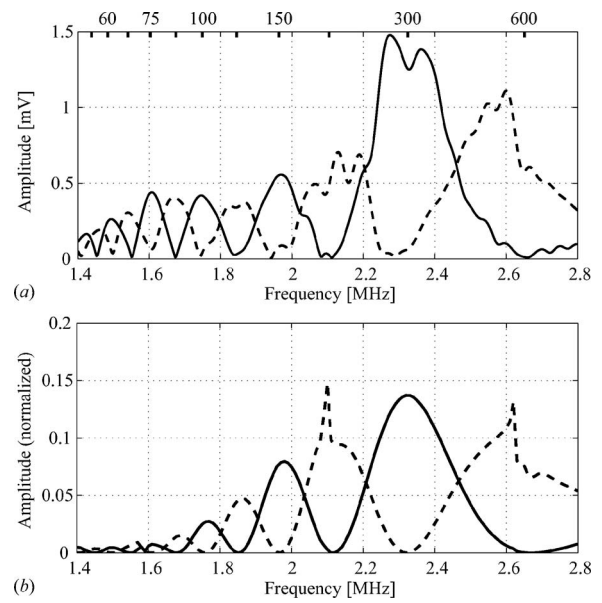 60 75 100 150 300 600
1.5
1
0.5
0
Amplitude [mV]
1.4 1.6 1.8 2 2.2 2.4 2.6 2.8
Frequency [MHz]
(a)
0.2
0.15
0.1
0.05
0
Amplitude (normalized)
1.4 1.6 1.8 2 2.2 2.4 2.6 2.8
Frequency [MHz]
(b)